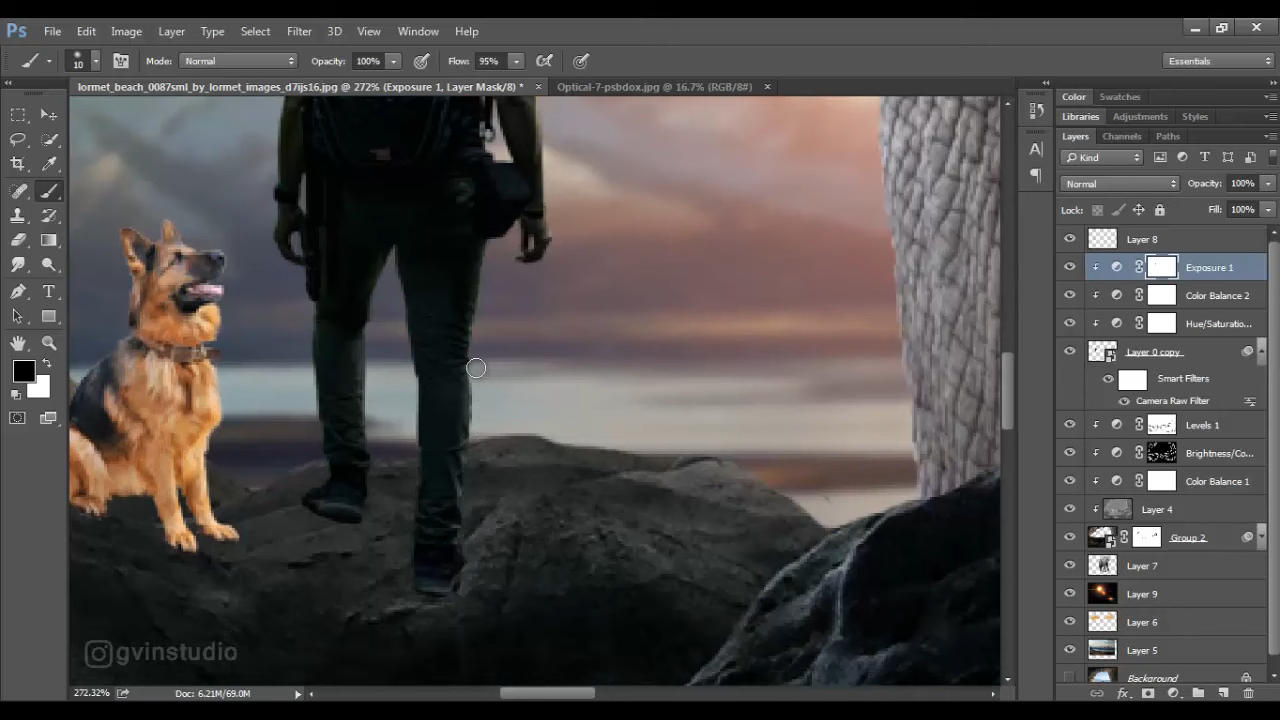 Ps File Edit Image Layer Type Select Filter 3D View Window Help
10 Mode: Normal Opacity: 100% Flow: 95% Essentials
lormet_beach_0087sml_by_lormet_images_d7ijs16.jpg @ 272% (Exposure 1, Layer Mask/8) * Optical-7-psbdox.jpg @ 16.7% (RGB/8#)
Color Swatches
Libraries Adjustments Styles
Layers Channels Paths
Kind
Normal Opacity: 100%
Lock: Fill: 100%
Layer 8
Exposure 1
Color Balance 2
Hue/Saturatio...
Layer 0 copy
Smart Filters
Camera Raw Filter
Levels 1
Brightness/Co...
Color Balance 1
Layer 4
Group 2
Layer 7
Layer 9
Layer 6
Layer 5
Background
gvinstudio
272.32% Doc: 6.21M/69.0M